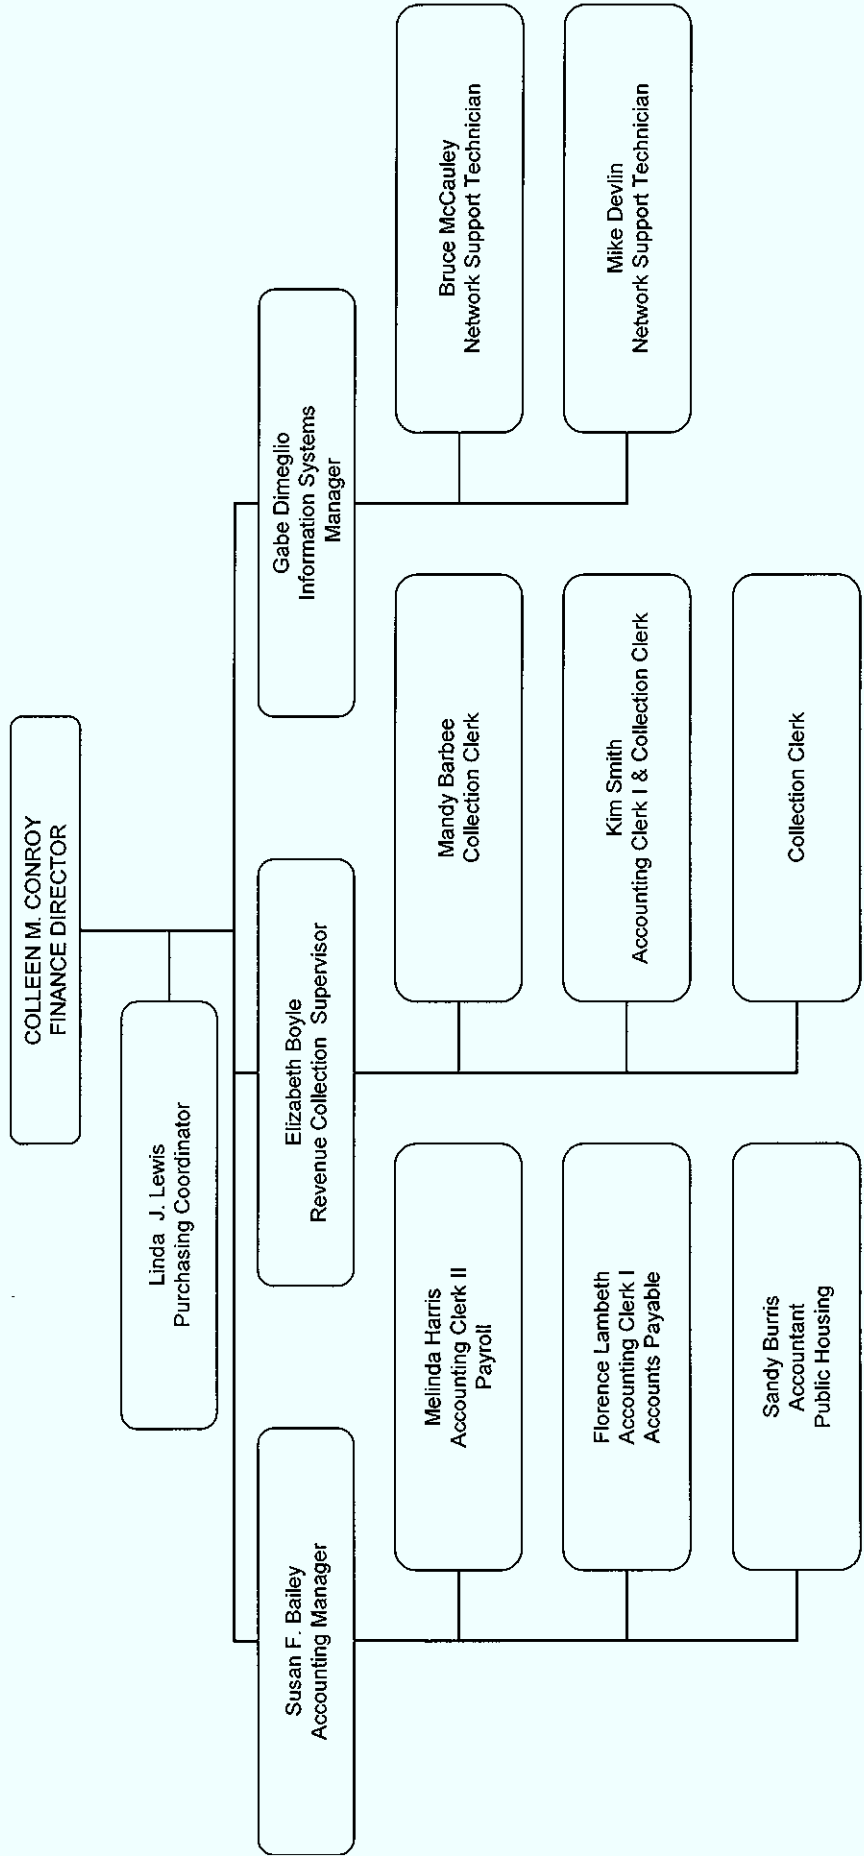 COLLEEN M. CONROY
FINANCE DIRECTOR
Linda J. Lewis
Purchasing Coordinator
Susan F. Bailey
Accounting Manager
Elizabeth Boyle
Revenue Collection Supervisor
Gabe Dimeglio
Information Systems
Manager
Melinda Harris
Accounting Clerk II
Payroll
Mandy Barbee
Collection Clerk
Bruce McCauley
Network Support Technician
Florence Lambeth
Accounting Clerk I
Accounts Payable
Kim Smith
Accounting Clerk I & Collection Clerk
Mike Devlin
Network Support Technician
Sandy Burris
Accountant
Public Housing
Collection Clerk